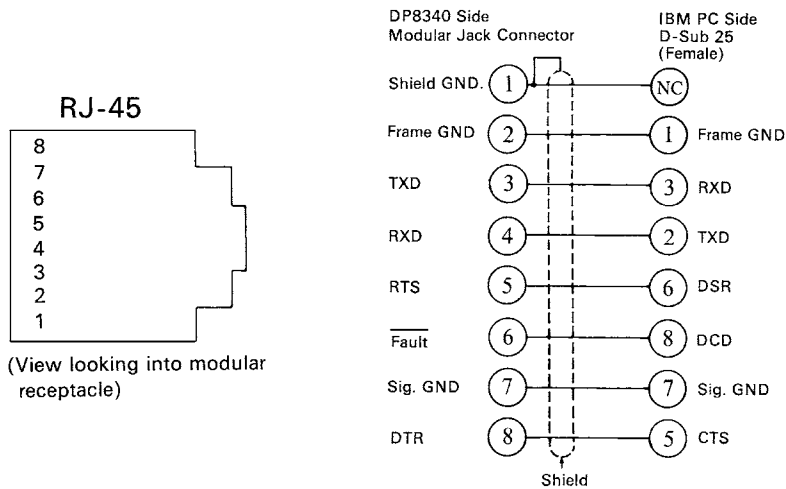 RJ-45
8
7
6
5
4
3
2
1
(View looking into modular
receptacle)
DP8340 Side
Modular Jack Connector
IBM PC Side
D-Sub 25
(Female)
Shield GND. 1 NC
Frame GND 2 1 Frame GND
TXD 3 3 RXD
RXD 4 2 TXD
RTS 5 6 DSR
Fault 6 8 DCD
Sig. GND 7 7 Sig. GND
DTR 8 5 CTS
Shield